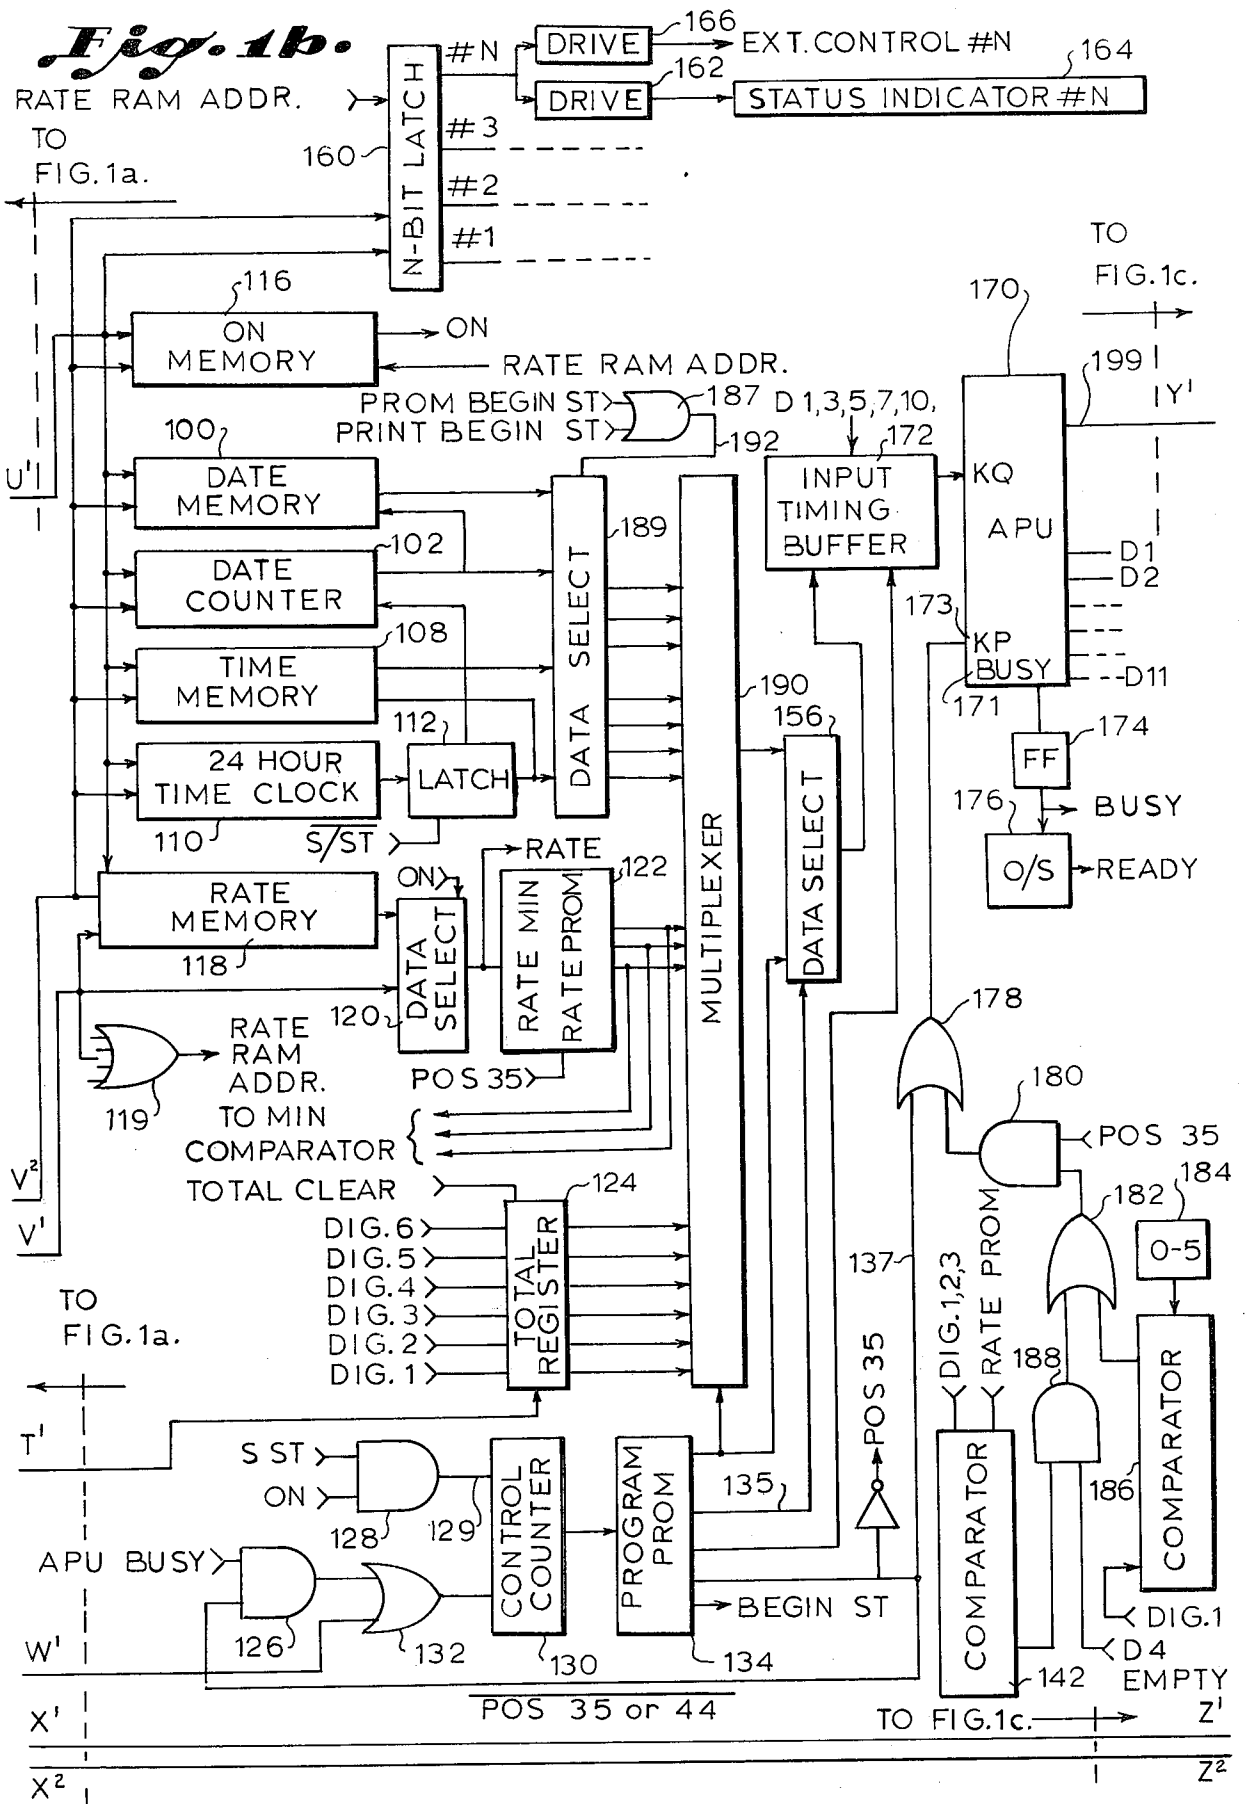 Fig. 1b.
RATE RAM ADDR.
TO
FIG.1a.
160
N-BIT LATCH
#N
#3
#2
#1
DRIVE
166
EXT. CONTROL #N
DRIVE
162
STATUS INDICATOR #N
164
116
ON
MEMORY
ON
RATE RAM ADDR.
PROM BEGIN ST
PRINT BEGIN ST
187
192
D 1,3,5,7,10,
172
INPUT
TIMING
BUFFER
170
TO
FIG.1c.
199
Y'
KQ
APU
D1
D2
D11
173
KP
BUSY
171
FF
174
BUSY
176
O/S
READY
U'
100
DATE
MEMORY
102
DATE
COUNTER
108
TIME
MEMORY
24 HOUR
TIME CLOCK
110
112
LATCH
S/ST
189
DATA SELECT
190
MULTIPLEXER
156
DATA SELECT
RATE
MEMORY
118
ON
RATE
120
DATA
SELECT
122
RATE MIN
RATE PROM
POS 35
119
RATE
RAM
ADDR.
TO MIN
COMPARATOR
TOTAL CLEAR
124
DIG.6
DIG.5
DIG.4
DIG.3
DIG.2
DIG.1
TOTAL
REGISTER
V²
V'
TO
FIG.1a.
T'
178
180
POS 35
182
184
0-5
137
DIG.1,2,3
RATE PROM
188
186
COMPARATOR
DIG.1
D4
EMPTY
COMPARATOR
142
POS 35
S ST
ON
128
129
APU BUSY
126
132
CONTROL
COUNTER
130
PROGRAM
PROM
134
135
BEGIN ST
POS 35 or 44
W'
X'
X²
TO FIG.1c.
Z'
Z²